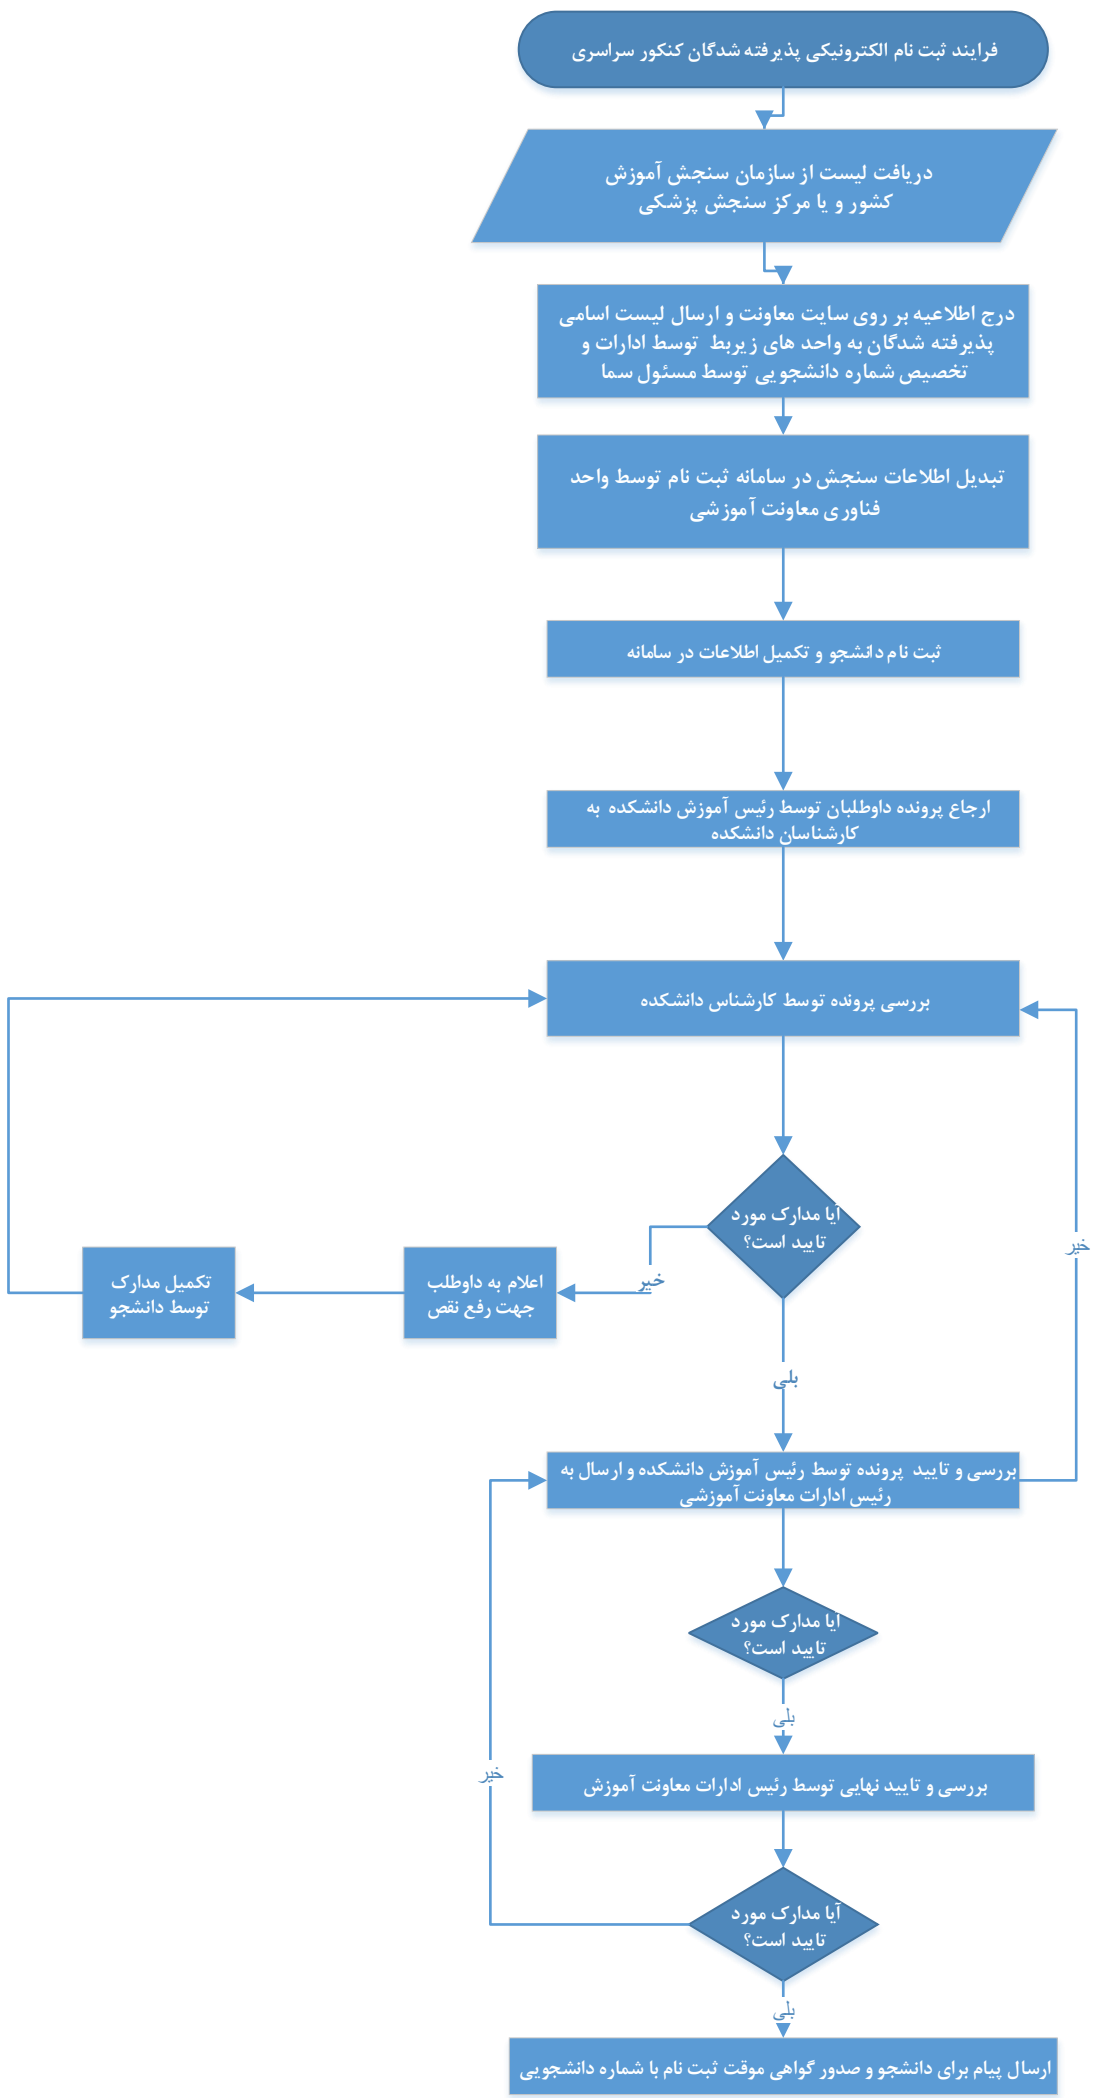 فرایند ثبت نام الکترونیکی پذیرفته شدگان کنکور سراسری
دریافت لیست از سازمان سنجش آموزش
کشور و یا مرکز سنجش پزشکی
درج اطلاعیه بر روی سایت معاونت و ارسال لیست اسامی
پذیرفته شدگان به واحد های زیربط توسط ادارات و
تخصیص شماره دانشجویی توسط مسئول سما
تبدیل اطلاعات سنجش در سامانه ثبت نام توسط واحد
فناوری معاونت آموزشی
ثبت نام دانشجو و تکمیل اطلاعات در سامانه
ارجاع پرونده داوطلبان توسط رئیس آموزش دانشکده به
کارشناسان دانشکده
بررسی پرونده توسط کارشناس دانشکده
آیا مدارک مورد
تایید است؟
خیر
خیر
اعلام به داوطلب
جهت رفع نقص
تکمیل مدارک
توسط دانشجو
بلی
بررسی و تایید پرونده توسط رئیس آموزش دانشکده و ارسال به
رئیس ادارات معاونت آموزشی
آیا مدارک مورد
تایید است؟
بلی
خیر
بررسی و تایید نهایی توسط رئیس ادارات معاونت آموزش
آیا مدارک مورد
تایید است؟
بلی
ارسال پیام برای دانشجو و صدور گواهی موقت ثبت نام با شماره دانشجویی